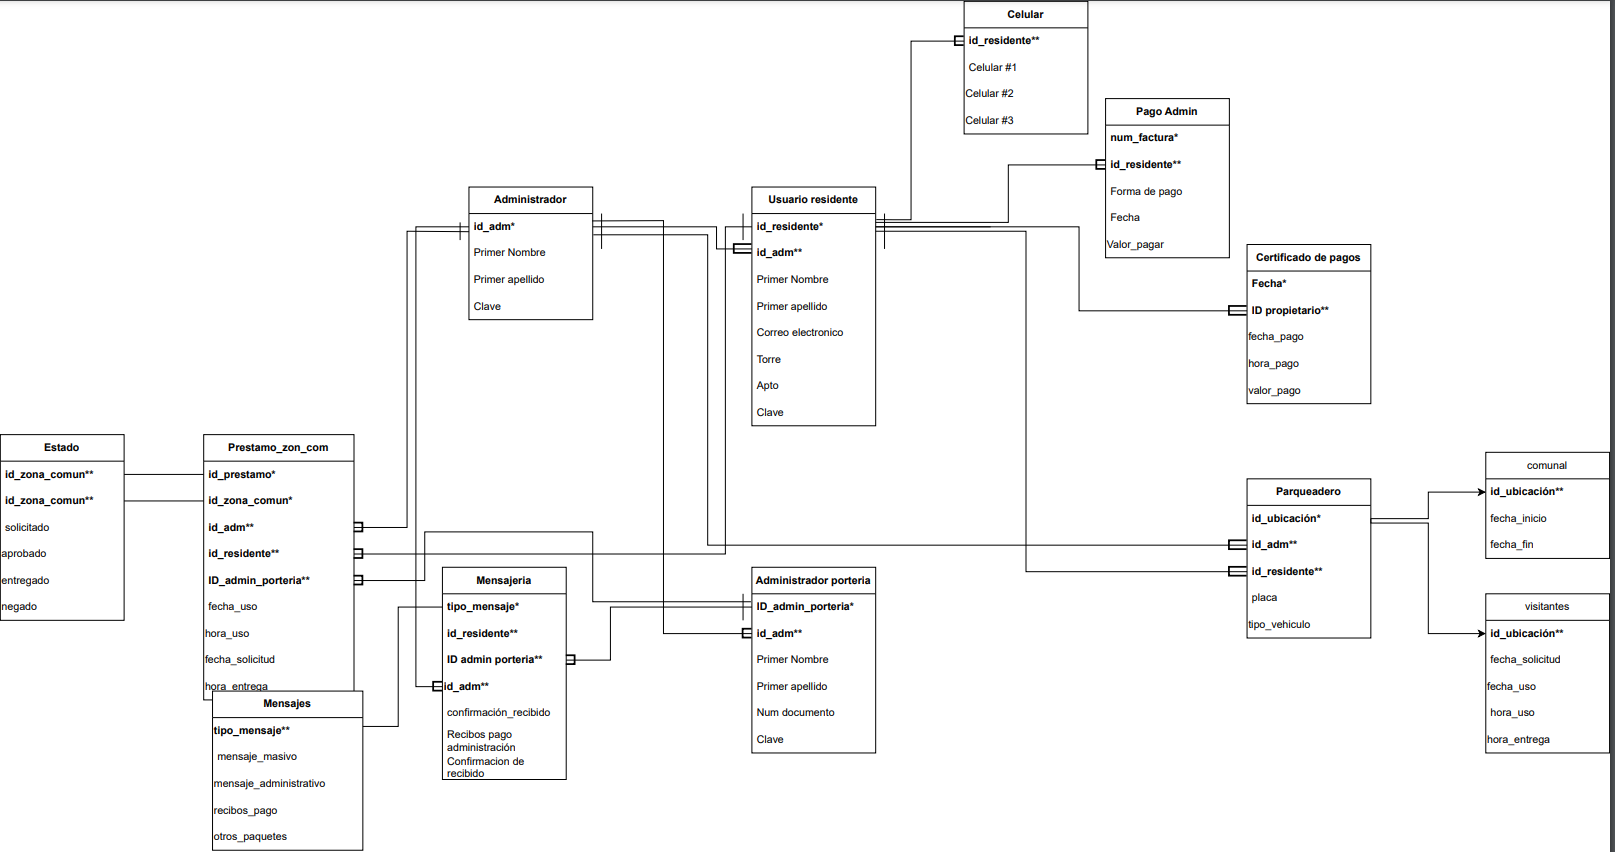 Celular
id_residente**
Celular #1
Celular #2
Celular #3
Pago Admin
num_factura*
id_residente**
Forma de pago
Fecha
Valor_pagar
Administrador
id_adm*
Primer Nombre
Primer apellido
Clave
Usuario residente
id_residente*
id_adm**
Primer Nombre
Primer apellido
Correo electronico
Torre
Apto
Clave
Certificado de pagos
Fecha*
ID propietario**
fecha_pago
hora_pago
valor_pago
Estado
id_zona_comun**
id_zona_comun**
solicitado
aprobado
entregado
negado
Prestamo_zon_com
id_prestamo*
id_zona_comun*
id_adm**
id_residente**
ID_admin_porteria**
fecha_uso
hora_uso
fecha_solicitud
hora_entrega
Mensajes
tipo_mensaje**
mensaje_masivo
mensaje_administrativo
recibos_pago
otros_paquetes
Mensajeria
tipo_mensaje*
id_residente**
ID admin porteria**
id_adm**
confirmación_recibido
Recibos pago
administración
Confirmacion de
recibido
Administrador porteria
ID_admin_porteria*
id_adm**
Primer Nombre
Primer apellido
Num documento
Clave
Parqueadero
id_ubicación*
id_adm**
id_residente**
placa
tipo_vehiculo
comunal
id_ubicación**
fecha_inicio
fecha_fin
visitantes
id_ubicación**
fecha_solicitud
fecha_uso
hora_uso
hora_entrega